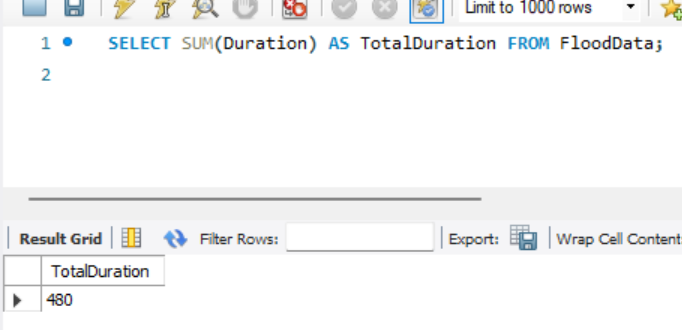 Limit to 1000 rows
1 SELECT SUM(Duration) AS TotalDuration FROM FloodData;
2
Result Grid Filter Rows: Export: Wrap Cell Content
TotalDuration
480